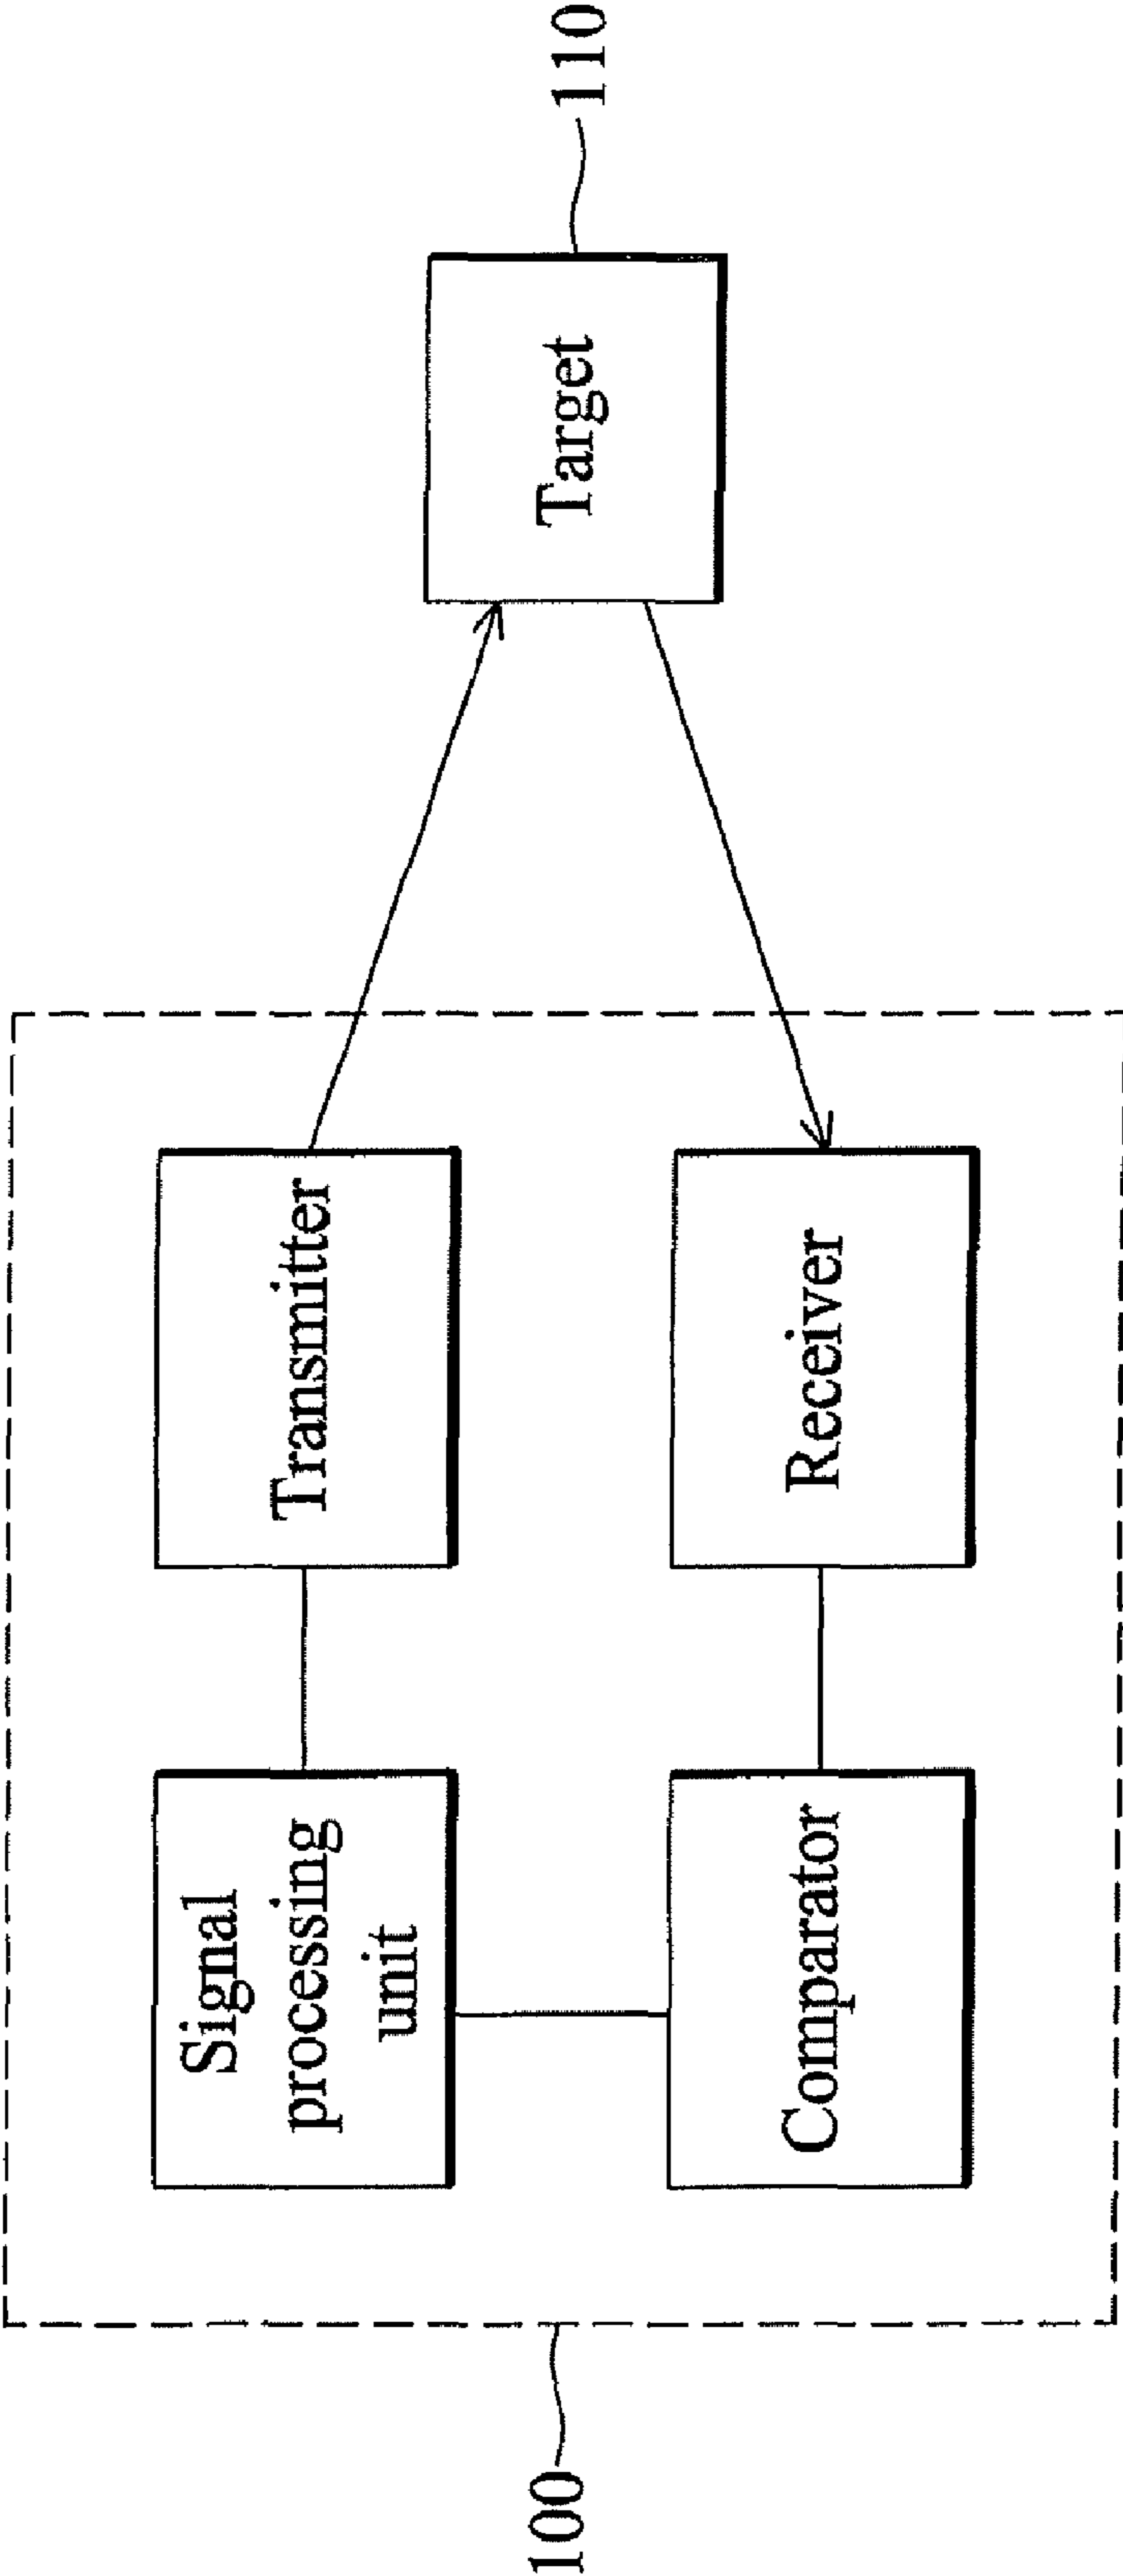 Signal
processing
unit
Transmitter
Target
110
100
Comparator
Receiver